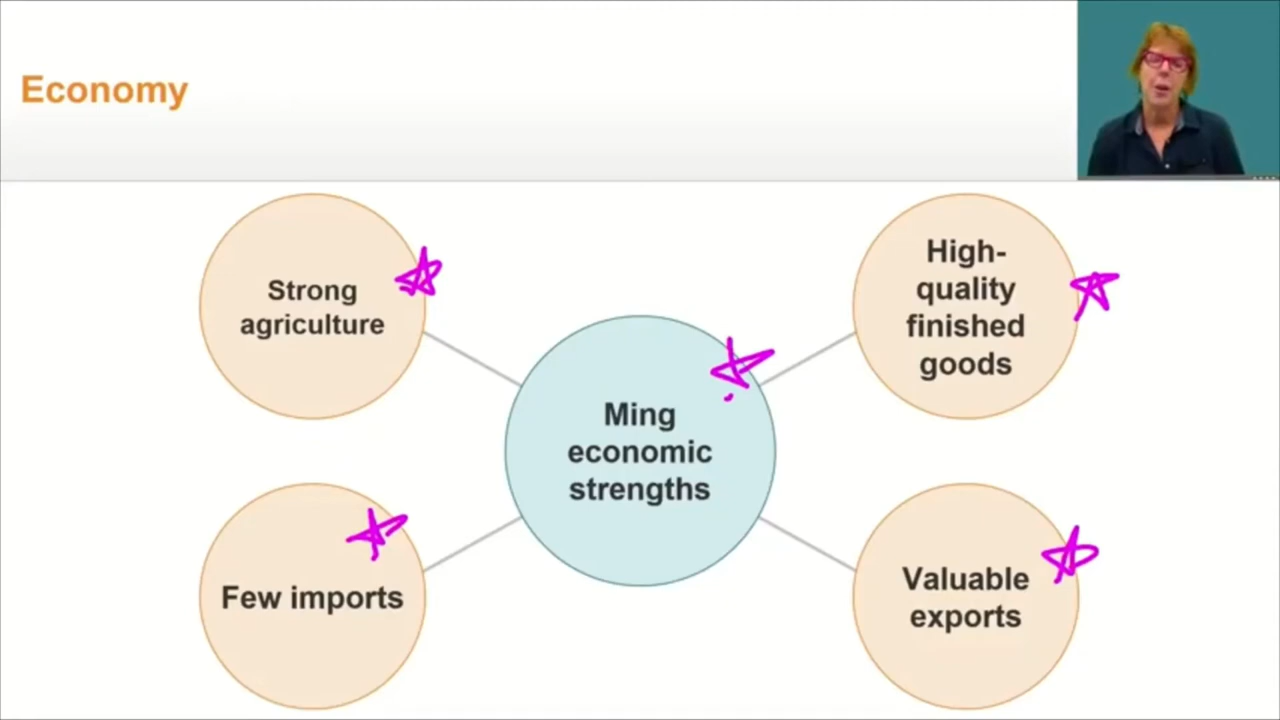 Economy
Strong
agriculture
High-
quality
finished
goods
Ming
economic
strengths
Few imports
Valuable
exports